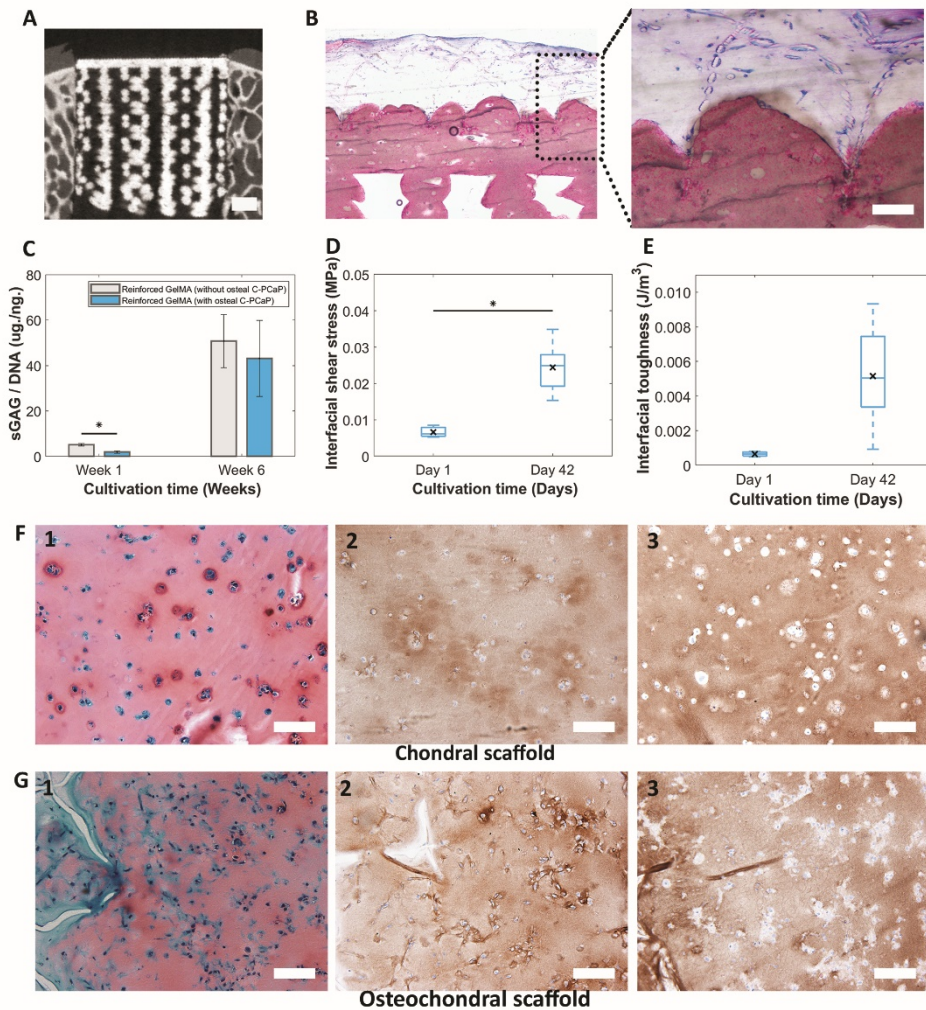 A
B
C
80
60
40
20
0
sGAG / DNA (ug./ng.)
Reinforced GelMA (without osteal C-PCaP)
Reinforced GelMA (with osteal C-PCaP)
*
Week 1
Week 6
Cultivation time (Weeks)
D
0.05
0.04
0.03
0.02
0.01
0
Interfacial shear stress (MPa)
*
Day 1
Day 42
Cultivation time (Days)
E
0.010
0.008
0.006
0.004
0.002
0
Interfacial toughness (J/m³)
Day 1
Day 42
Cultivation time (Days)
F
1
2
3
Chondral scaffold
G
1
2
3
Osteochondral scaffold